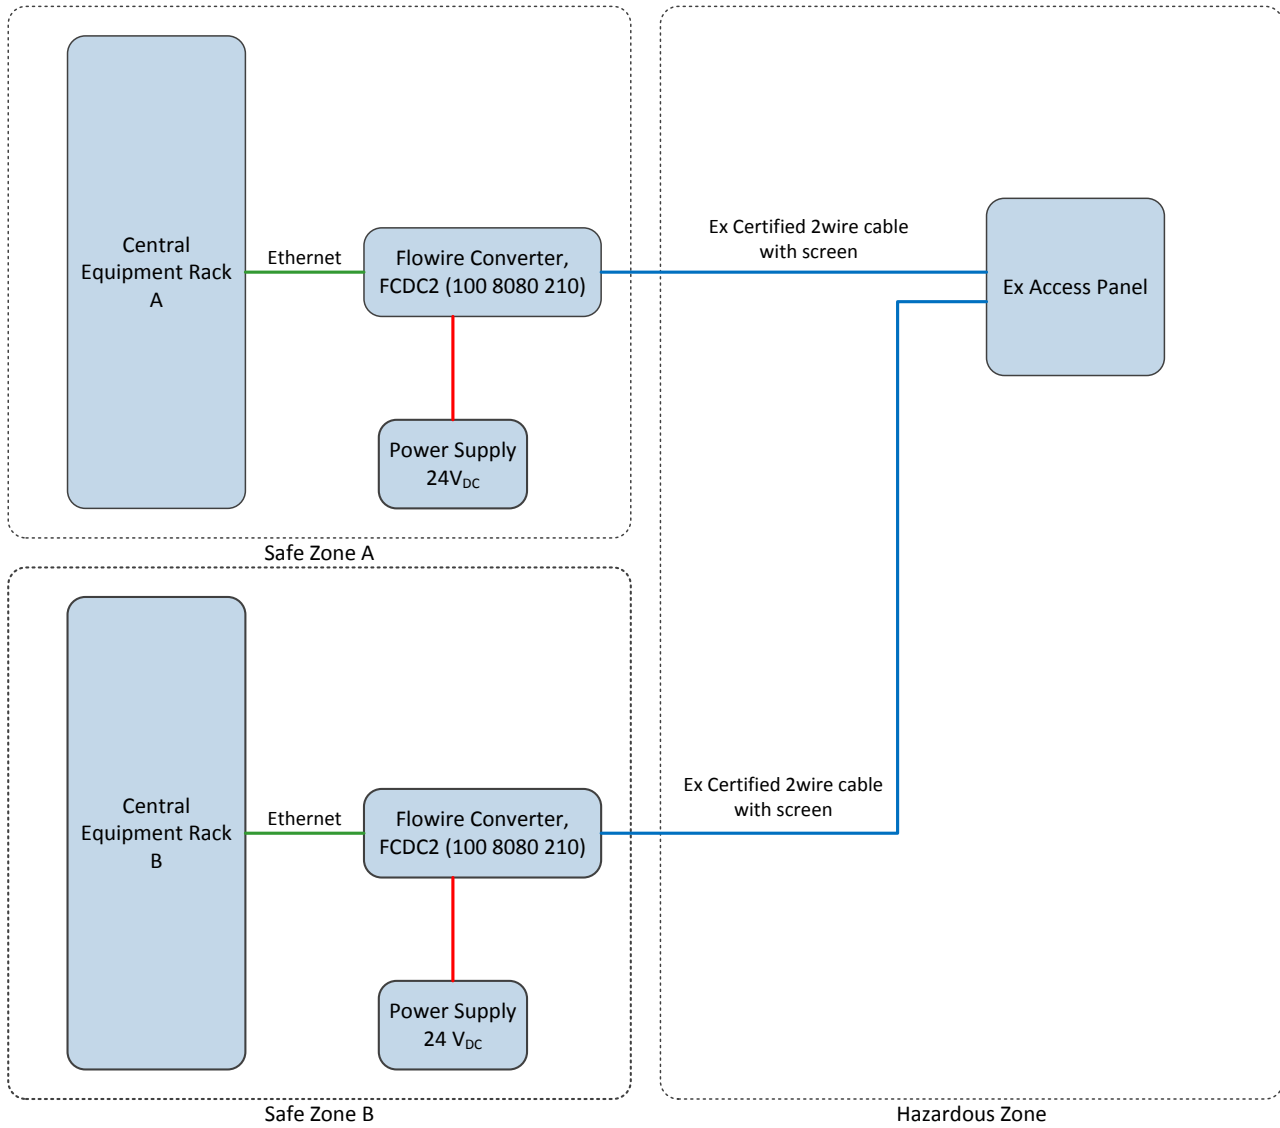 Central
Equipment Rack
A
Ethernet
Flowire Converter,
FCDC2 (100 8080 210)
Power Supply
24VDC
Safe Zone A
Ex Certified 2wire cable
with screen
Ex Access Panel
Central
Equipment Rack
B
Ethernet
Flowire Converter,
FCDC2 (100 8080 210)
Power Supply
24 VDC
Safe Zone B
Ex Certified 2wire cable
with screen
Hazardous Zone